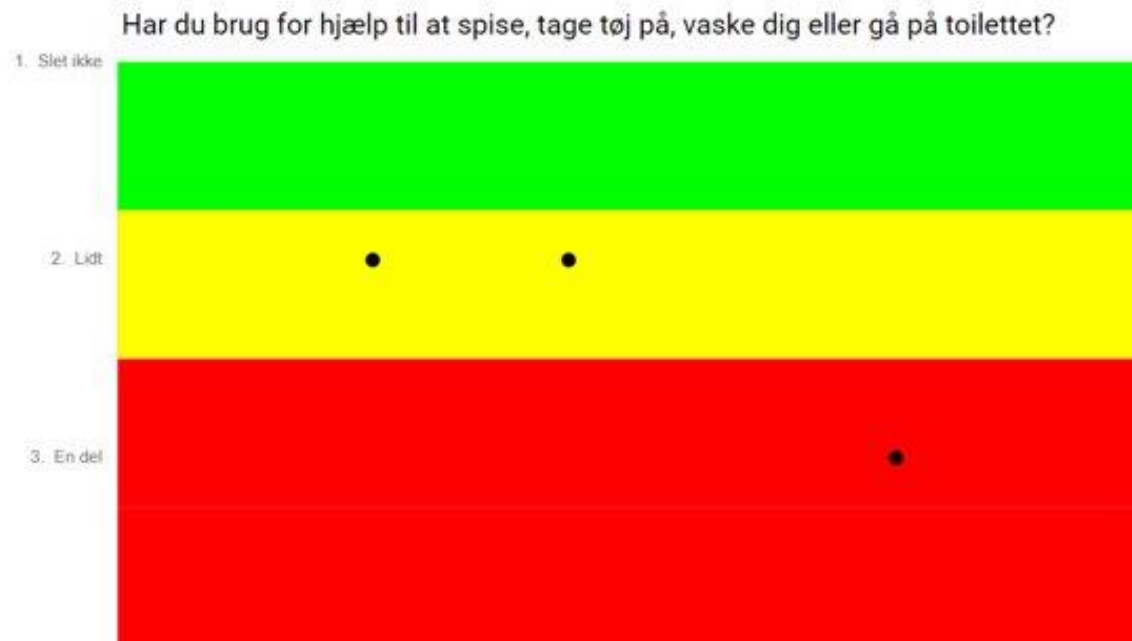 Har du brug for hjælp til at spise, tage tøj på, vaske dig eller gå på toilettet?
1. Slet ikke
2. Lidt
3. En del